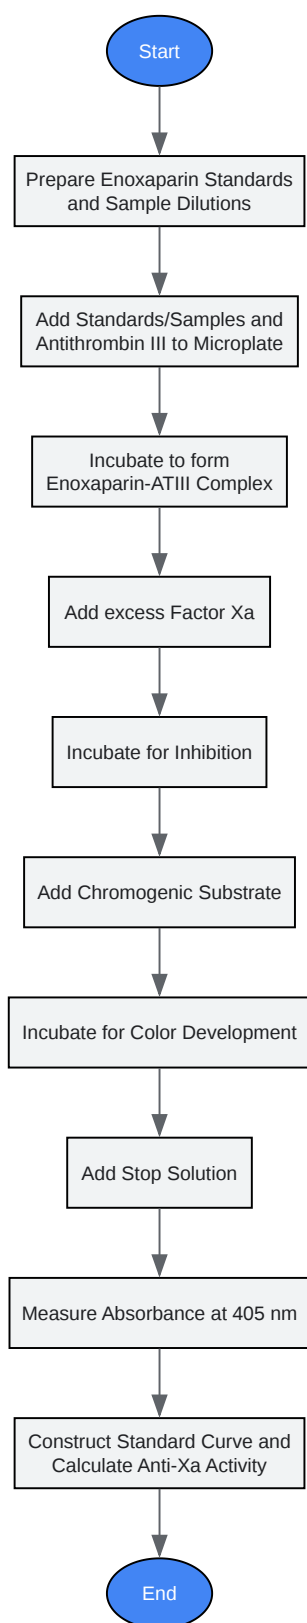 Start
Prepare Enoxaparin Standards
and Sample Dilutions
Add Standards/Samples and
Antithrombin III to Microplate
Incubate to form
Enoxaparin-ATIII Complex
Add excess Factor Xa
Incubate for Inhibition
Add Chromogenic Substrate
Incubate for Color Development
Add Stop Solution
Measure Absorbance at 405 nm
Construct Standard Curve and
Calculate Anti-Xa Activity
End